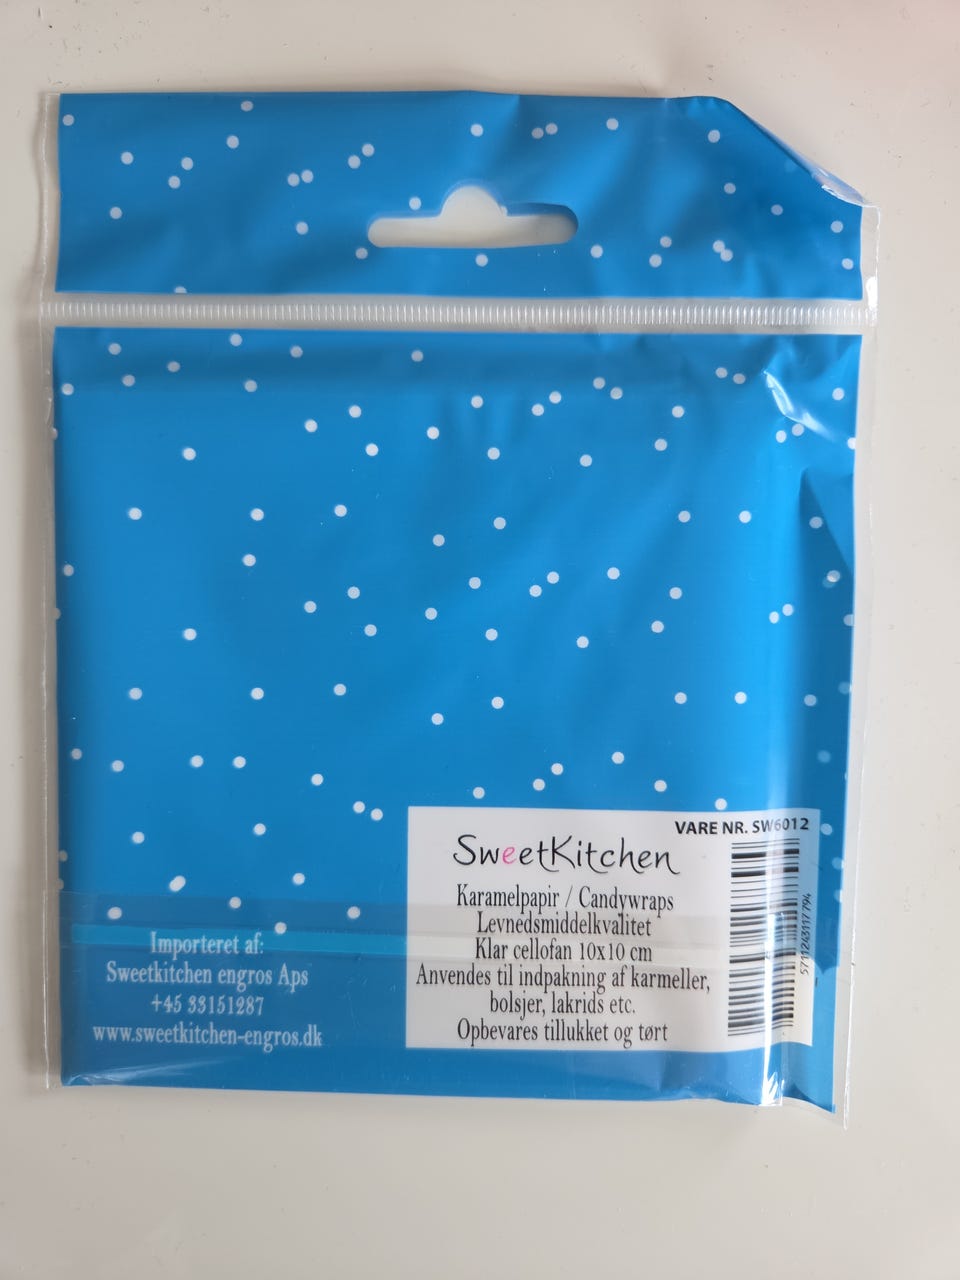 VARE NR. SW6012
SweetKitchen
Karamelpapir / Candywraps
Levnedsmiddelkvalitet
Klar cellofan 10x10 cm
Anvendes til indpakning af karmeller,
bolsjer, lakrids etc.
Opbevares tillukket og tørt
5711243117794
Importeret af:
Sweetkitchen engros Aps
+45 33151287
www.sweetkitchen-engros.dk